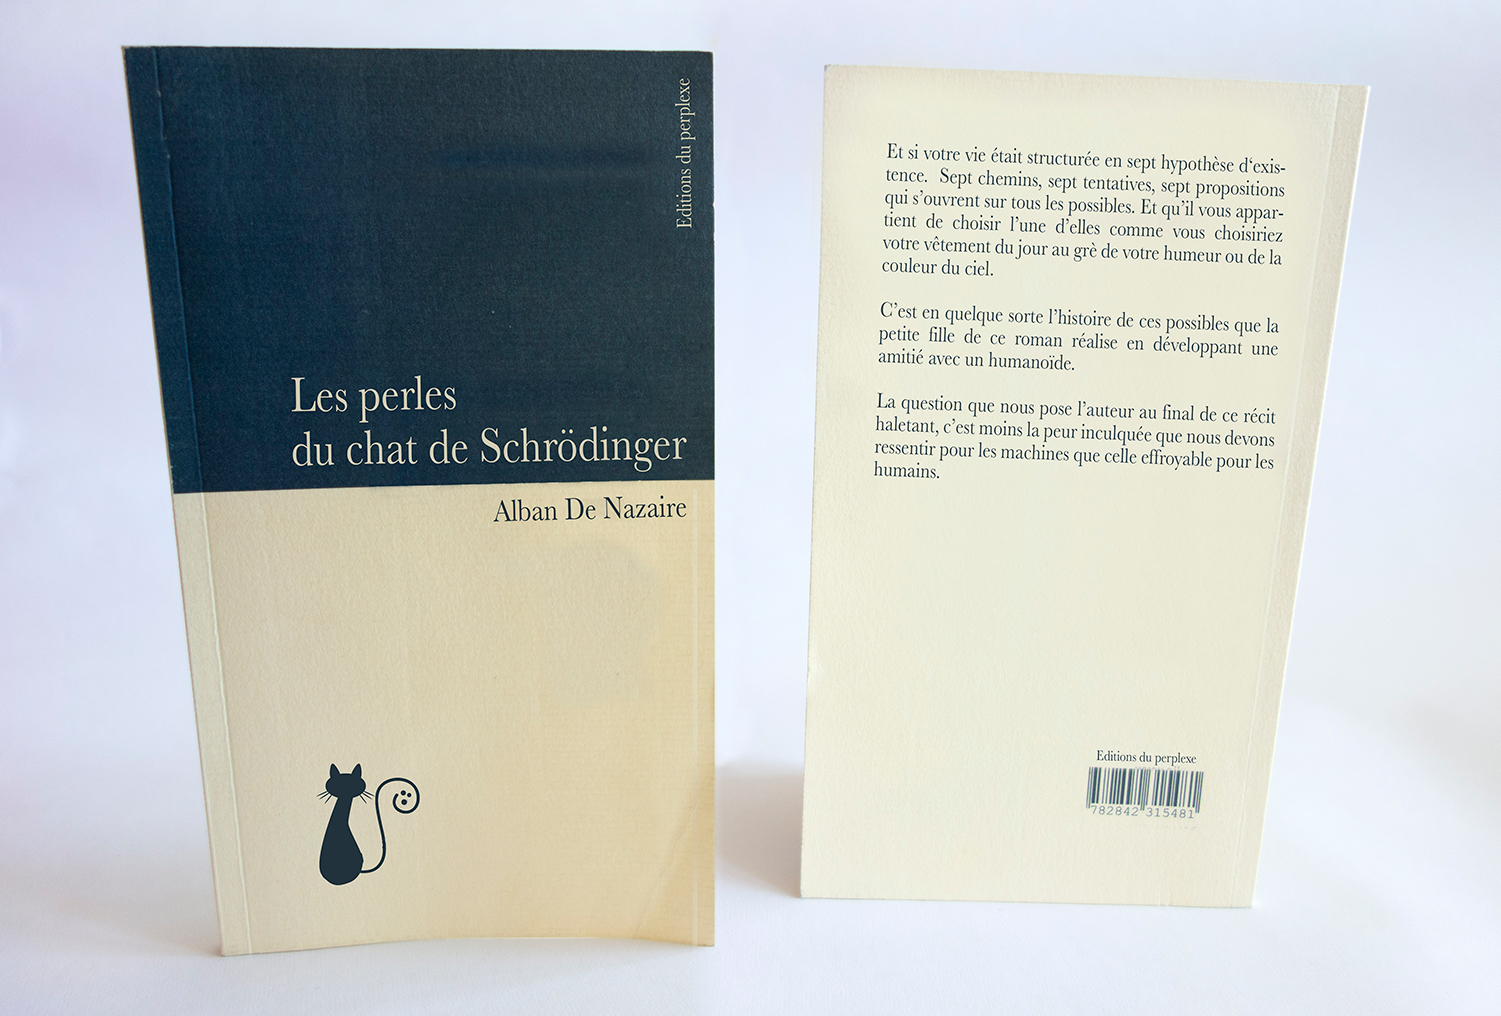 Editions du perplexe
Les perles
du chat de Schrödinger
Alban De Nazaire
Et si votre vie était structurée en sept hypothèse d‘exis-
tence. Sept chemins, sept tentatives, sept propositions
qui s’ouvrent sur tous les possibles. Et qu’il vous appar-
tient de choisir l’une d’elles comme vous choisiriez
votre vêtement du jour au grè de votre humeur ou de la
couleur du ciel.
C’est en quelque sorte l’histoire de ces possibles que la
petite fille de ce roman réalise en développant une
amitié avec un humanoïde.
La question que nous pose l’auteur au final de ce récit
haletant, c’est moins la peur inculquée que nous devons
ressentir pour les machines que celle effroyable pour les
humains.
Editions du perplexe
782842 315481